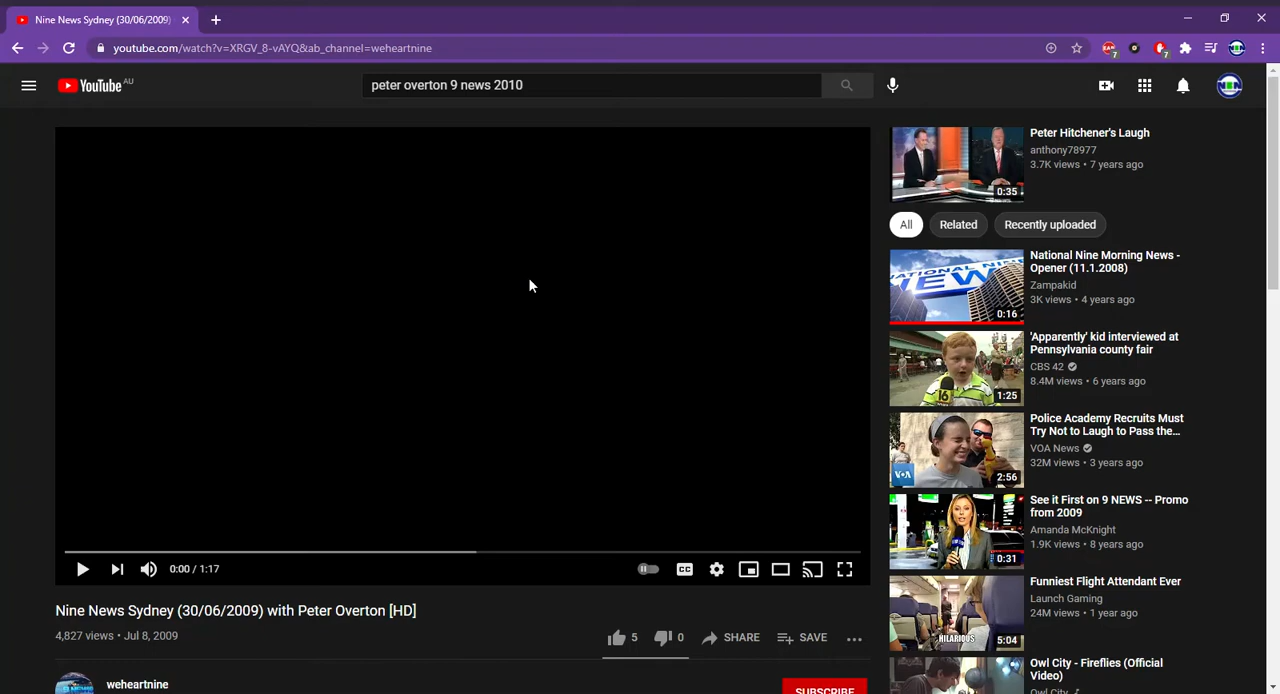 Nine News Sydney (30/06/2009)
youtube.com/watch?v=XRGV_8-vAYQ&ab_channel=weheartnine
7
7
YouTube AU
peter overton 9 news 2010
Peter Hitchener's Laugh
anthony78977
3.7K views • 7 years ago
0:35
All
Related
Recently uploaded
National Nine Morning News -
Opener (11.1.2008)
Zampakid
3K views • 4 years ago
0:16
'Apparently' kid interviewed at
Pennsylvania county fair
CBS 42
8.4M views • 6 years ago
16
1:25
Police Academy Recruits Must
Try Not to Laugh to Pass the...
VOA News
32M views • 3 years ago
VOA
2:56
See it First on 9 NEWS -- Promo
from 2009
Amanda McKnight
1.9K views • 8 years ago
0:31
Funniest Flight Attendant Ever
Launch Gaming
24M views • 1 year ago
HILARIOUS
5:04
Owl City - Fireflies (Official
Video)
Owl City
0:00 / 1:17
CC
Nine News Sydney (30/06/2009) with Peter Overton [HD]
4,827 views • Jul 8, 2009
5
0
SHARE
SAVE
weheartnine
SUBSCRIBE